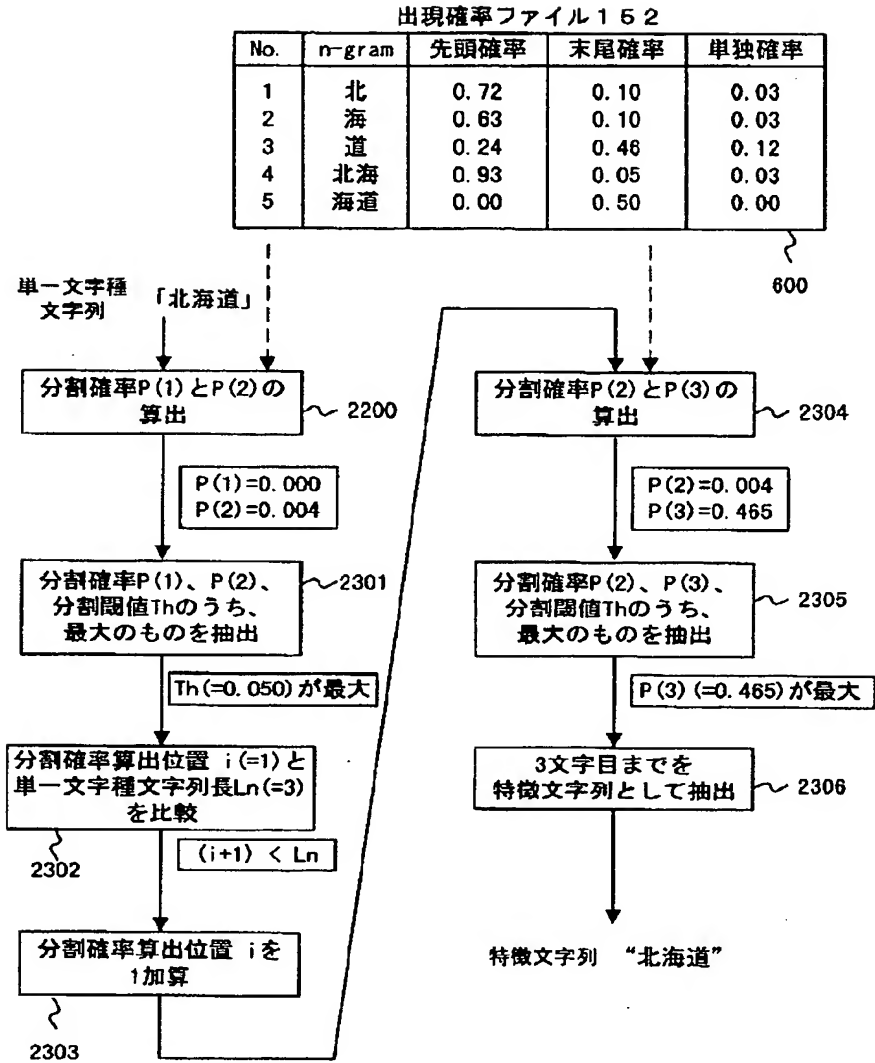 出現確率ファイル１５２
No. n-gram 先頭確率 末尾確率 単独確率
1 北 0.72 0.10 0.03
2 海 0.63 0.10 0.03
3 道 0.24 0.46 0.12
4 北海 0.93 0.05 0.03
5 海道 0.00 0.50 0.00
600
単一文字種
文字列
「北海道」
分割確率P(1)とP(2)の
算出
2200
P(1)=0.000
P(2)=0.004
分割確率P(1)、P(2)、
分割閾値Thのうち、
最大のものを抽出
2301
Th(=0.050)が最大
分割確率算出位置 i(=1)と
単一文字種文字列長Ln(=3)
を比較
2302
(i+1) < Ln
分割確率算出位置 iを
1加算
2303
分割確率P(2)とP(3)の
算出
2304
P(2)=0.004
P(3)=0.465
分割確率P(2)、P(3)、
分割閾値Thのうち、
最大のものを抽出
2305
P(3)(=0.465)が最大
3文字目までを
特徴文字列として抽出
2306
特徴文字列 “北海道”